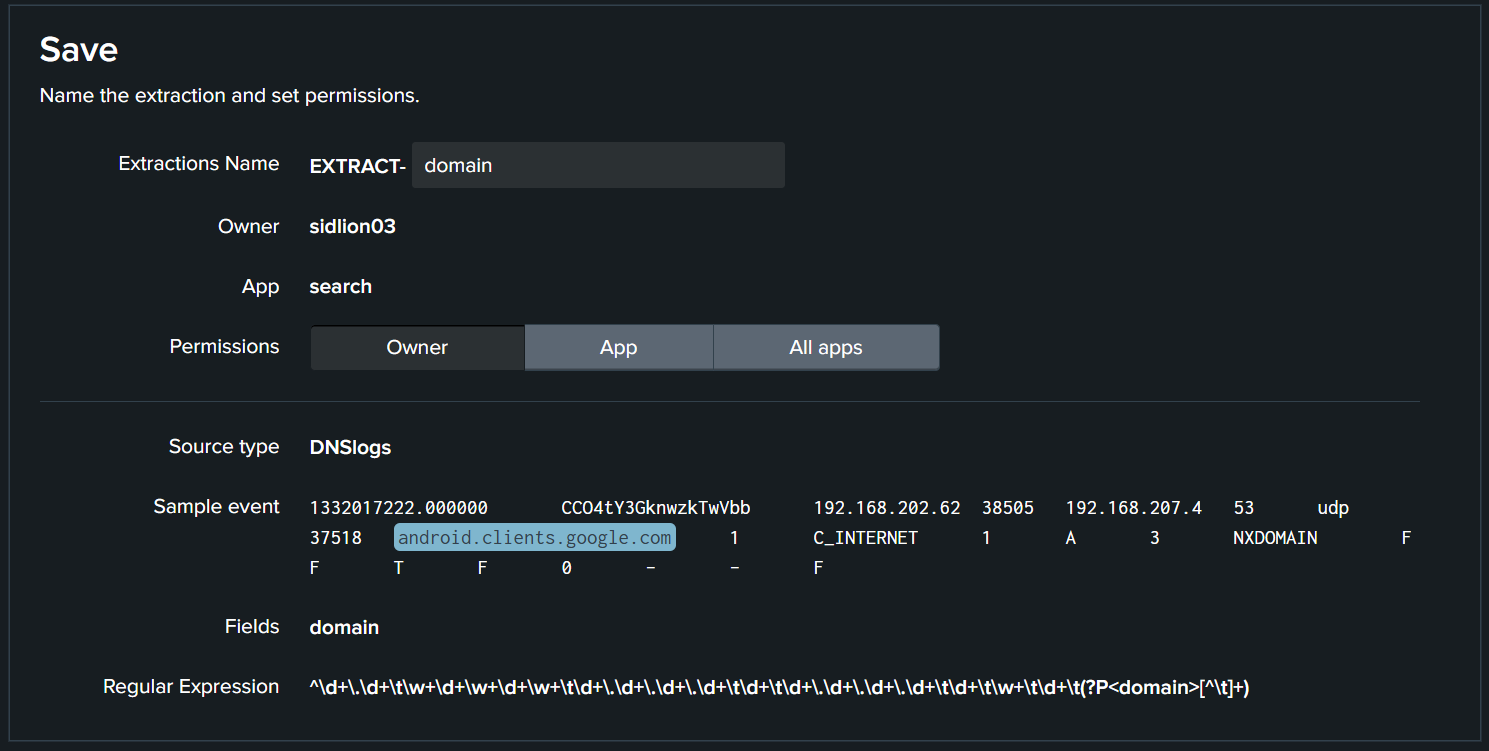 Save
Name the extraction and set permissions.
Extractions Name EXTRACT- domain
Owner sidlion03
App search
Permissions Owner App All apps
Source type DNSlogs
Sample event 1332017222.000000 CCO4tY3GknwzkTwVbb 192.168.202.62 38505 192.168.207.4 53 udp
37518 android.clients.google.com 1 C_INTERNET 1 A 3 NXDOMAIN F
F T F 0 - - F
Fields domain
Regular Expression ^\d+\.\d+\t\w+\d+\w+\d+\w+\t\d+\.\d+\.\d+\.\d+\t\d+\t\d+\.\d+\.\d+\.\d+\t\d+\t\w+\t\d+\t(?P<domain>[^\t]+)